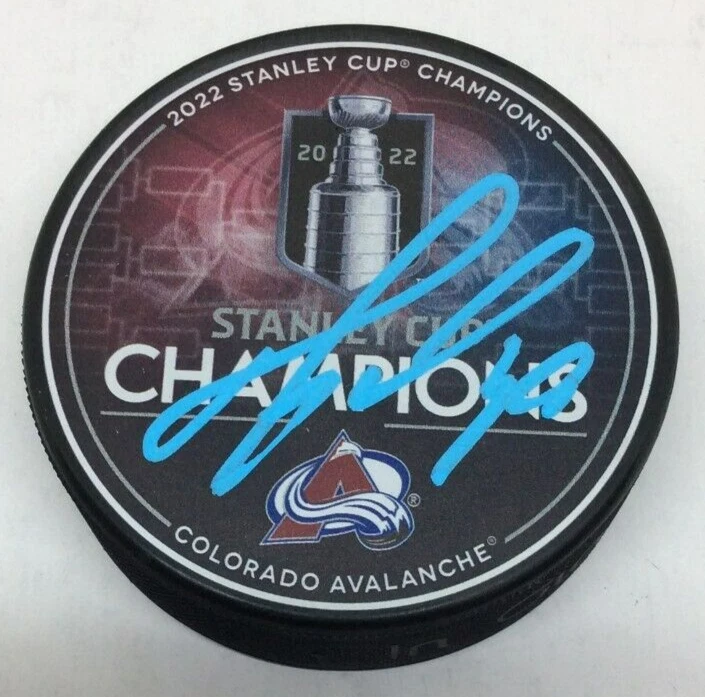 2022 STANLEY CUP® CHAMPIONS
20 22
STANLEY CUP
CHAMPIONS
A ®
COLORADO AVALANCHE®